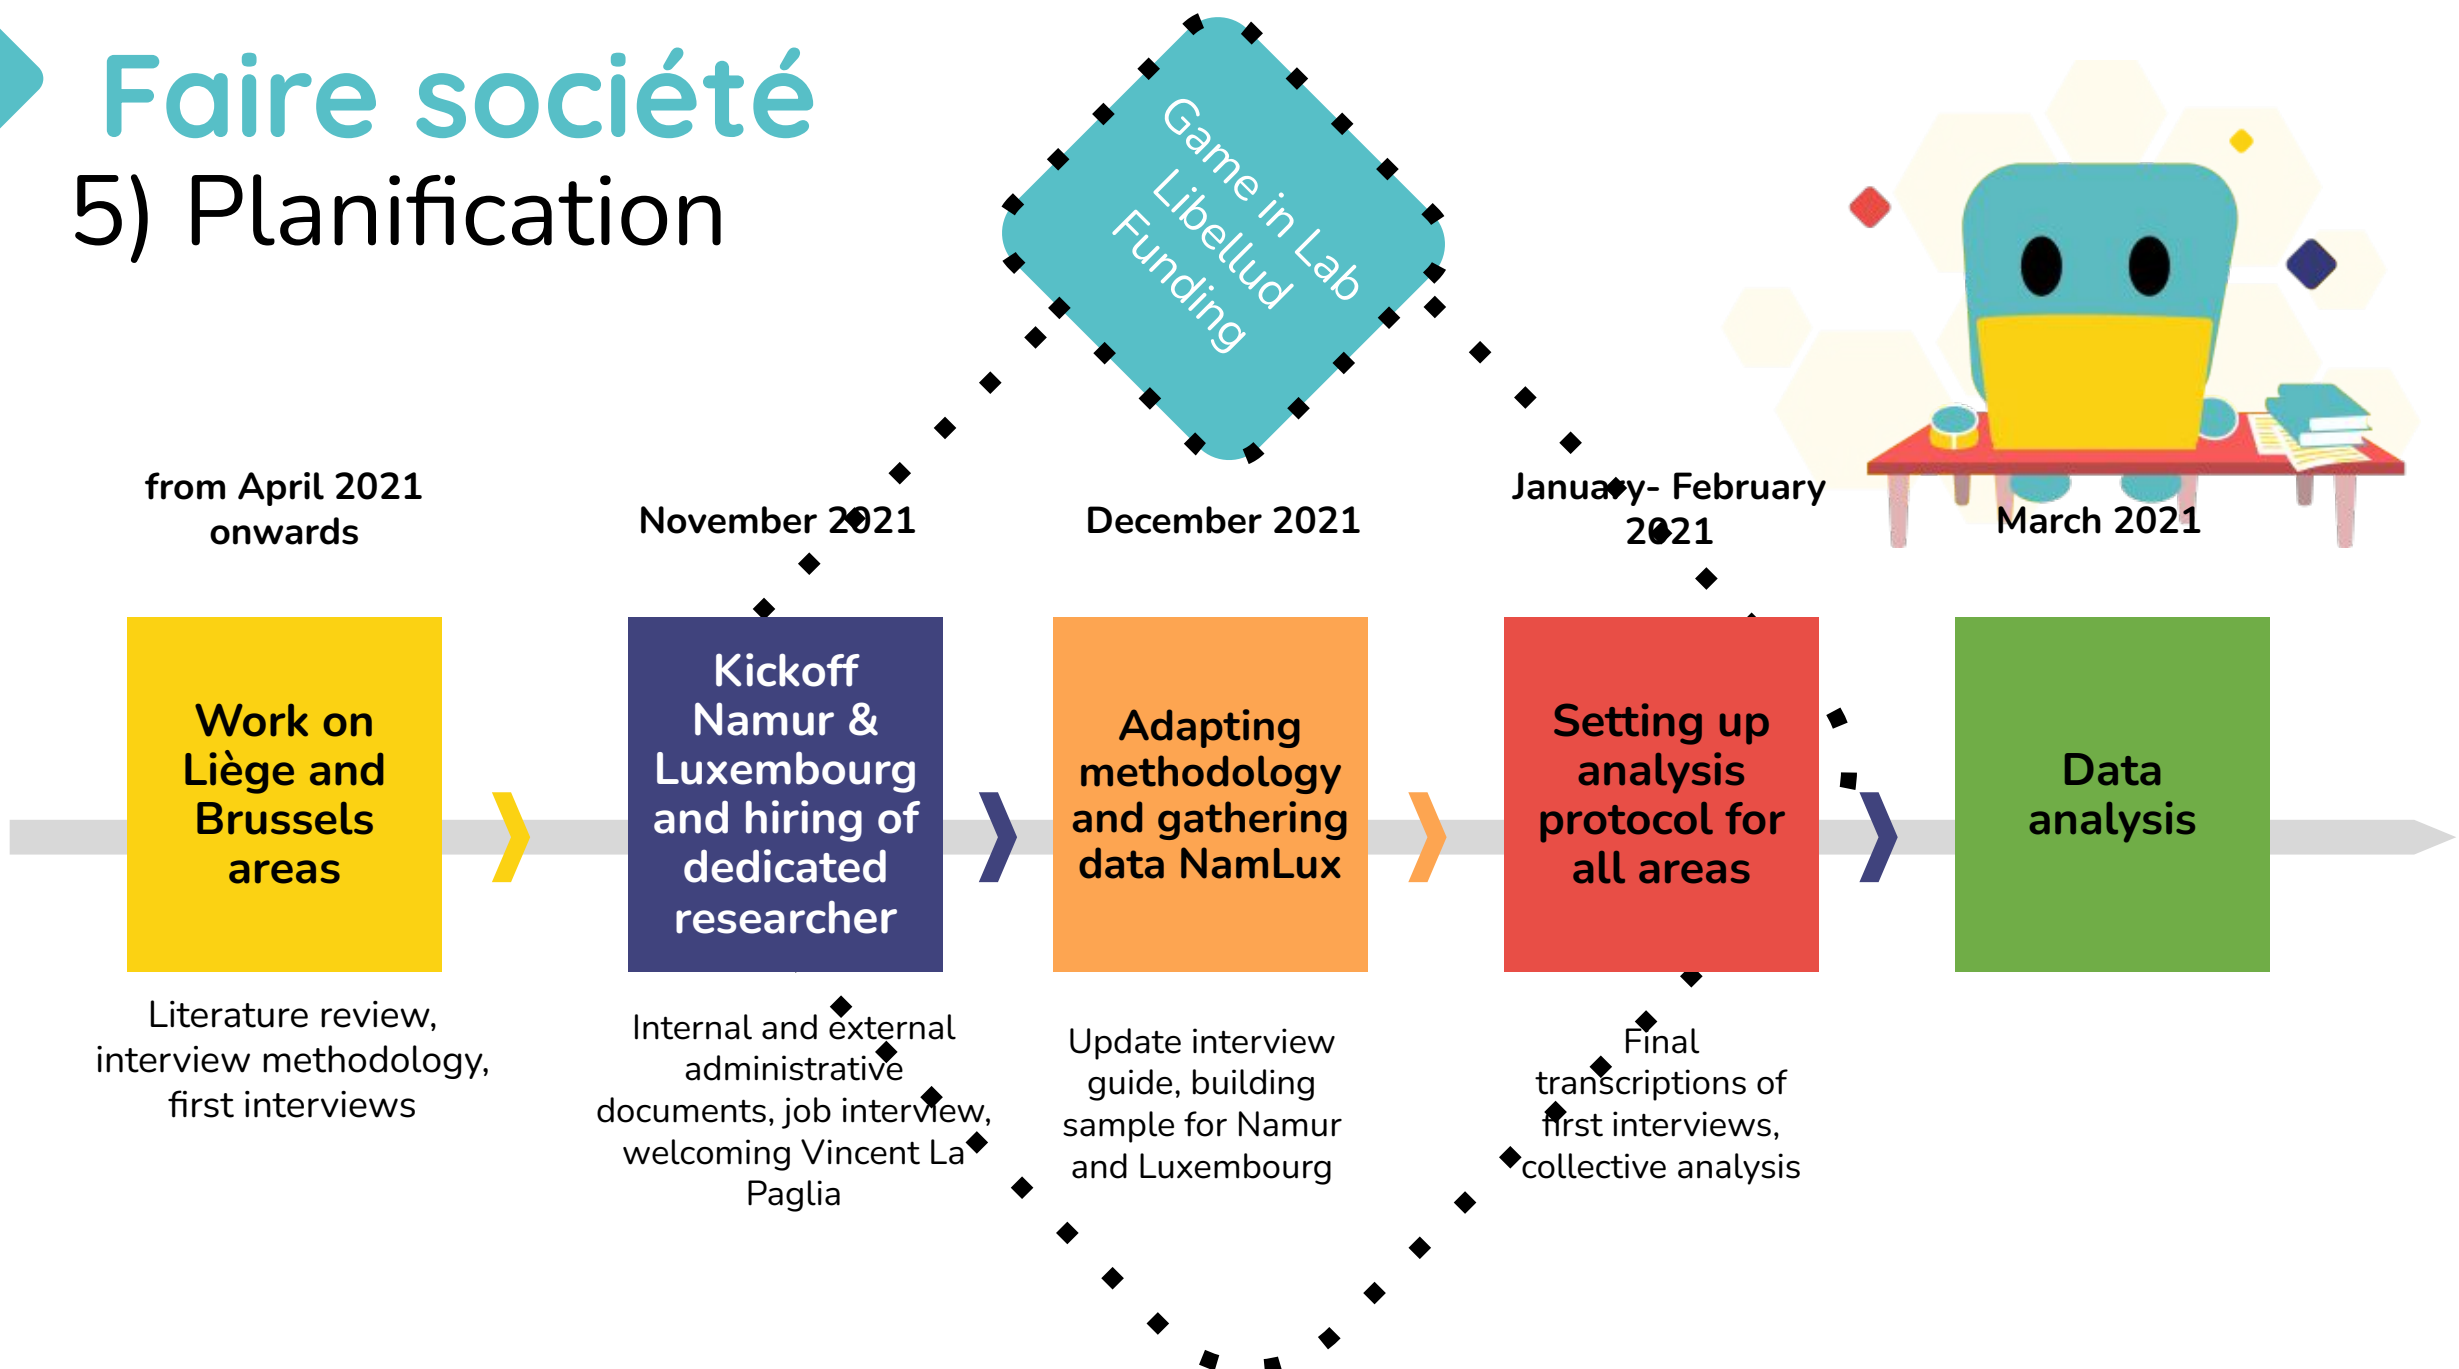 Faire société
5) Planification
Game in Lab
Libellud
Funding
from April 2021
onwards
November 2021
December 2021
January- February
2021
March 2021
Work on
Liège and
Brussels
areas
Kickoff
Namur &
Luxembourg
and hiring of
dedicated
researcher
Adapting
methodology
and gathering
data NamLux
Setting up
analysis
protocol for
all areas
Data
analysis
Literature review,
interview methodology,
first interviews
Internal and external
administrative
documents, job interview,
welcoming Vincent La
Paglia
Update interview
guide, building
sample for Namur
and Luxembourg
Final
transcriptions of
first interviews,
collective analysis